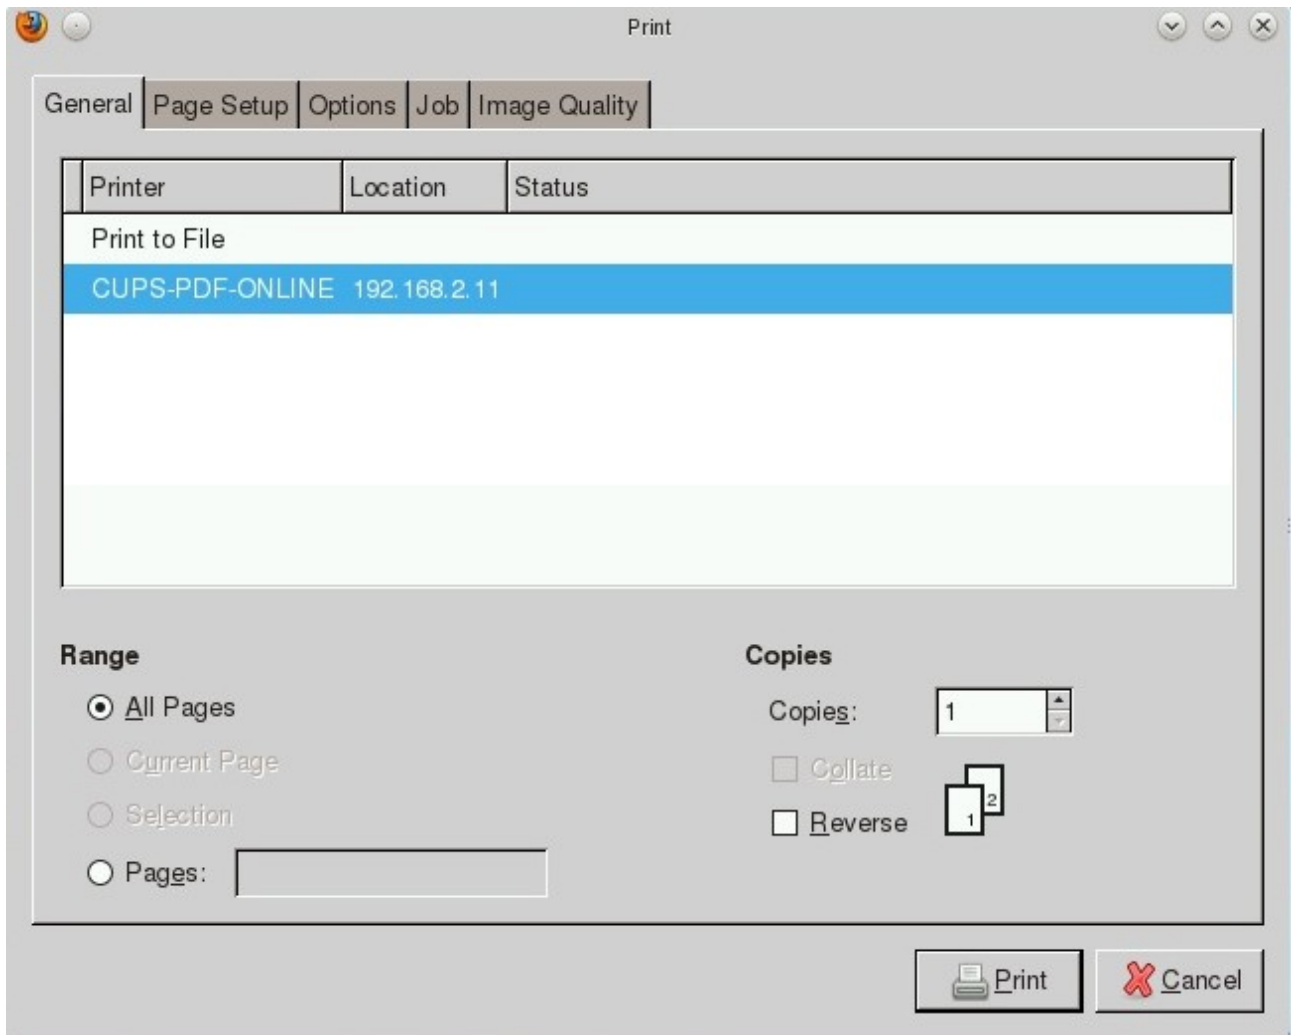 Print
General Page Setup Options Job Image Quality
Printer Location Status
Print to File
CUPS-PDF-ONLINE 192.168.2.11
Range
All Pages
Current Page
Selection
Pages:
Copies
Copies: 1
Collate
Reverse
1 2
Print Cancel